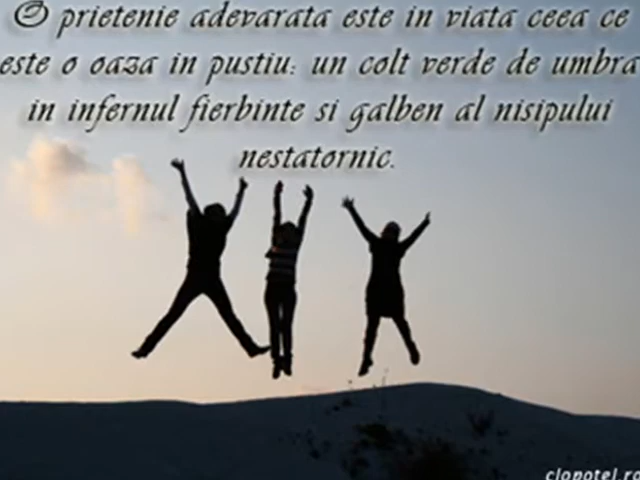 O prietenie adevarata este in viata ceea ce
este o oaza in pustiu: un colt verde de umbra
in infernul fierbinte si galben al nisipului
nestatornic.
clopotel.ro